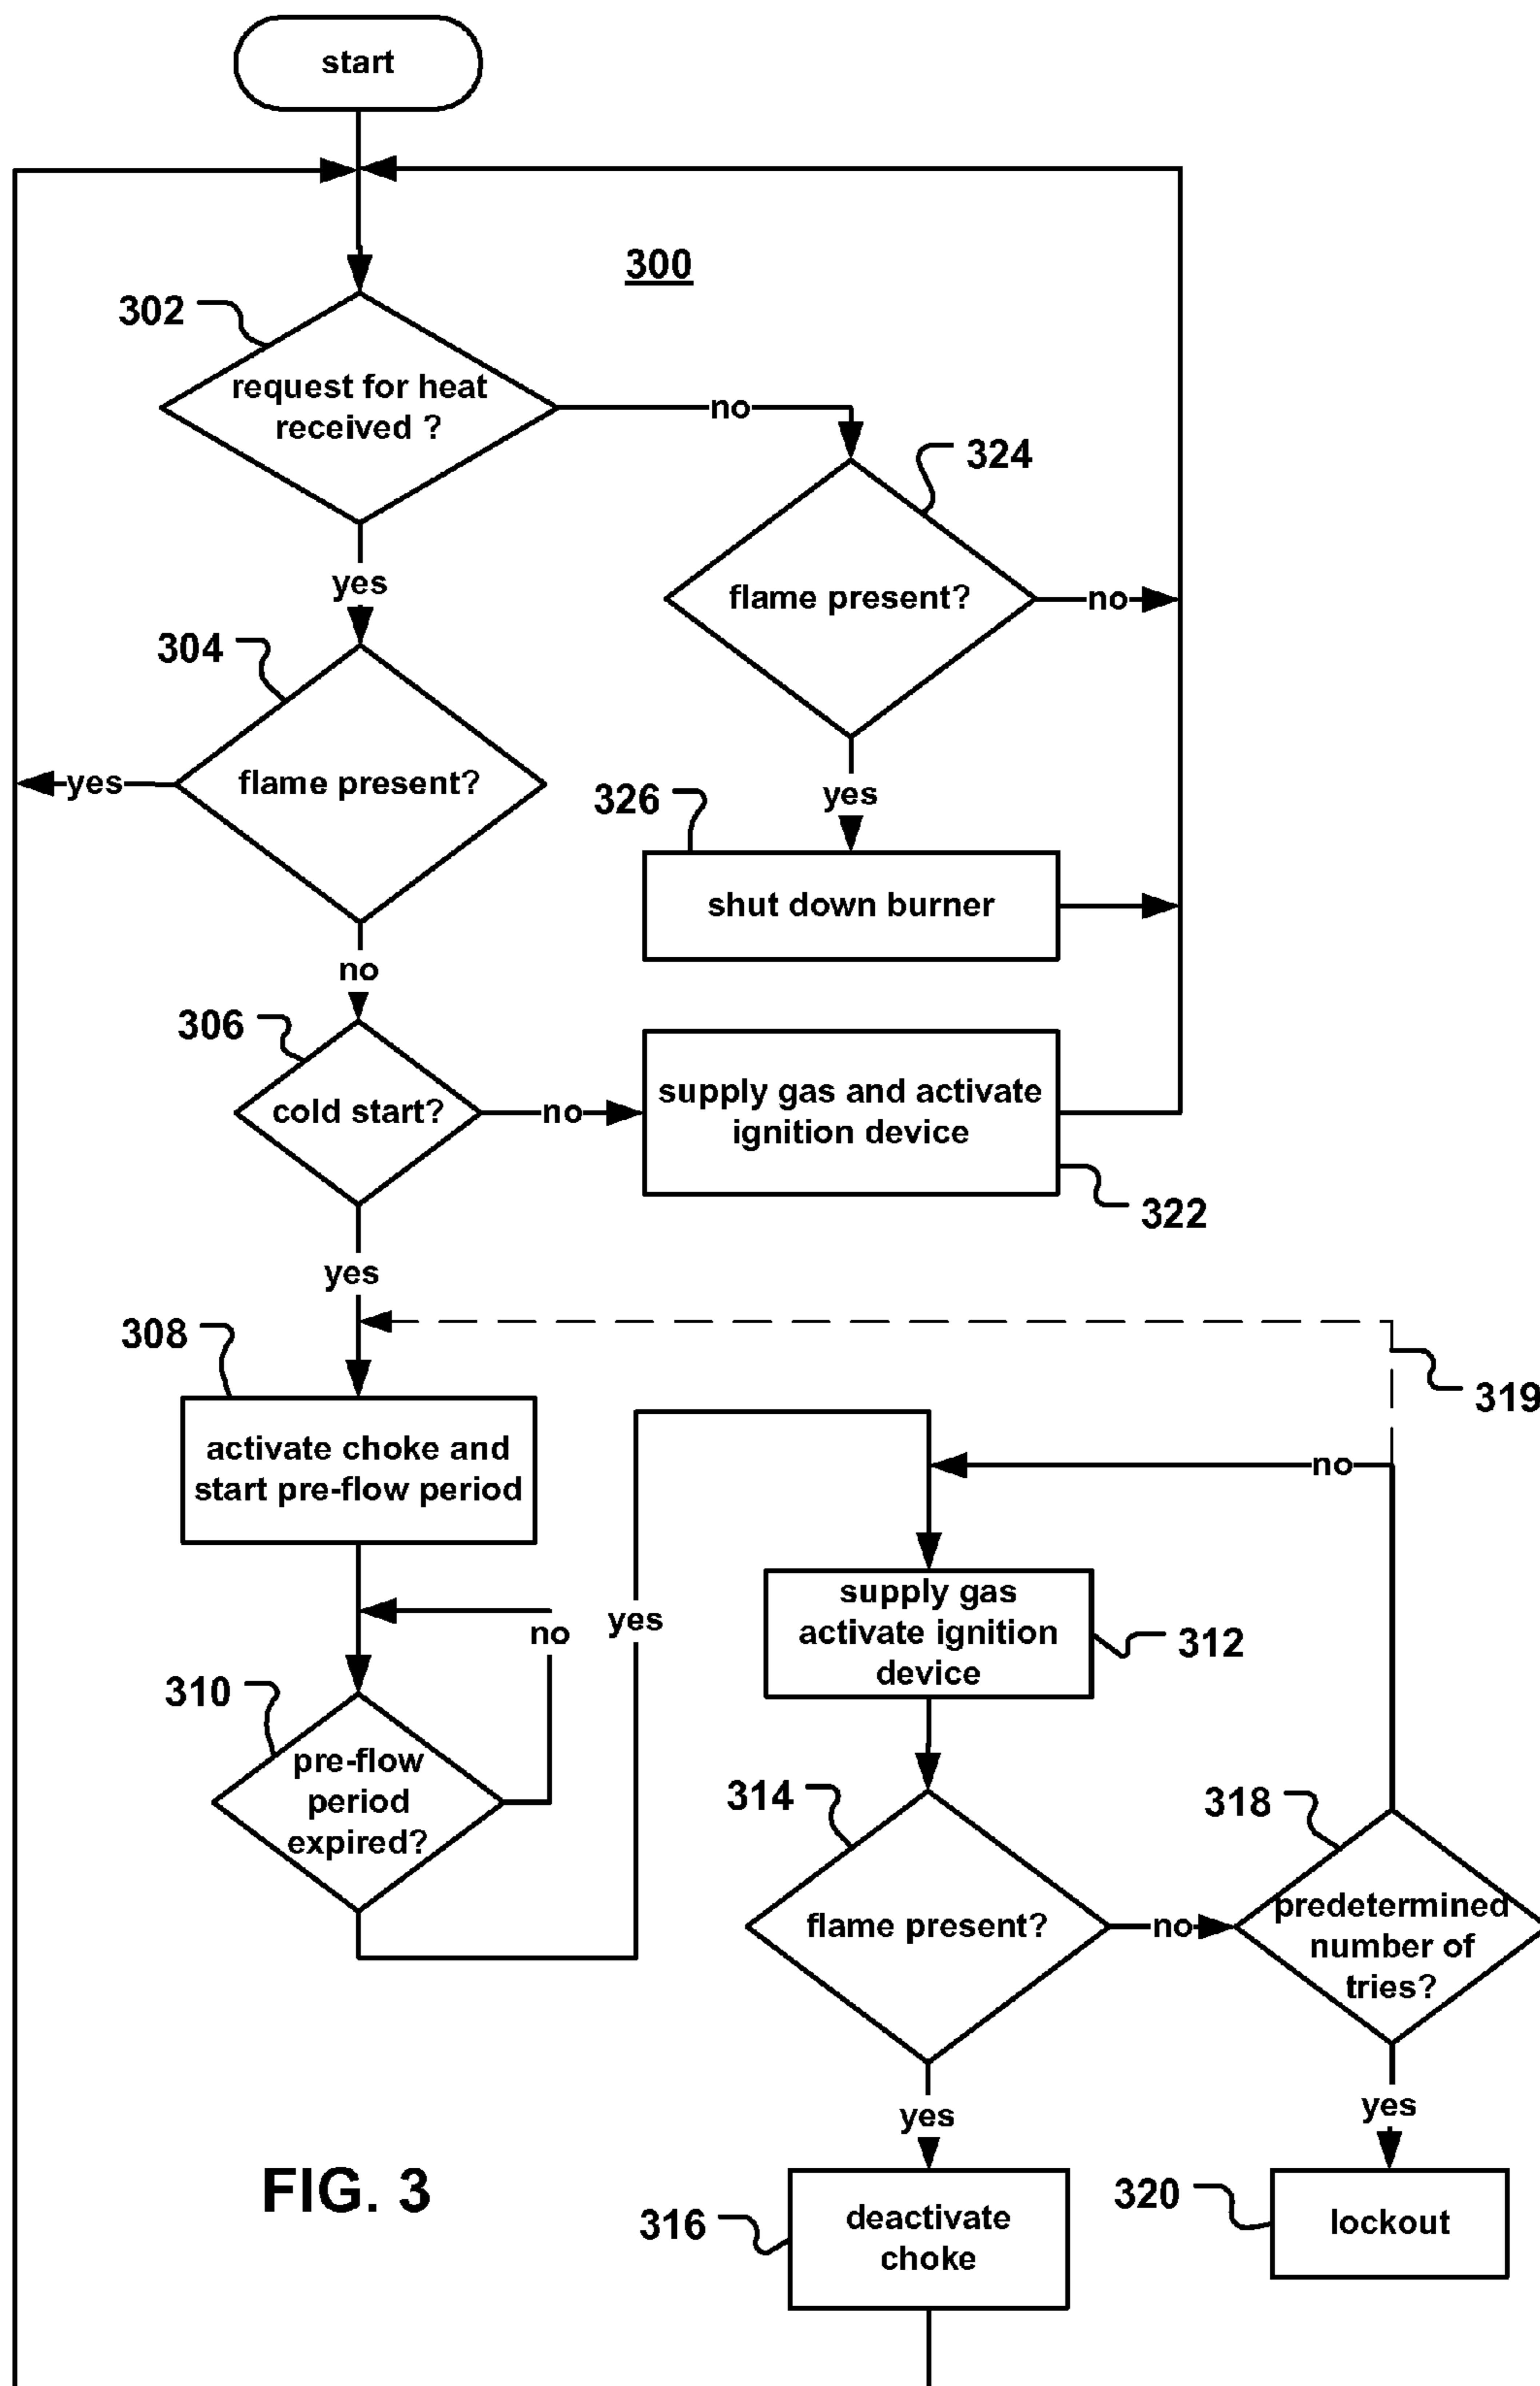 start
300
302
request for heat
received ?
no
324
yes
flame present?
no
304
flame present?
yes
yes
326
shut down burner
no
306
cold start?
no
supply gas and activate
ignition device
322
yes
308
319
activate choke and
start pre-flow period
no
no
yes
supply gas
activate ignition
device
312
310
pre-flow
period
expired?
314
318
flame present?
no
predetermined
number of
tries?
yes
yes
FIG. 3
316
deactivate
choke
320
lockout